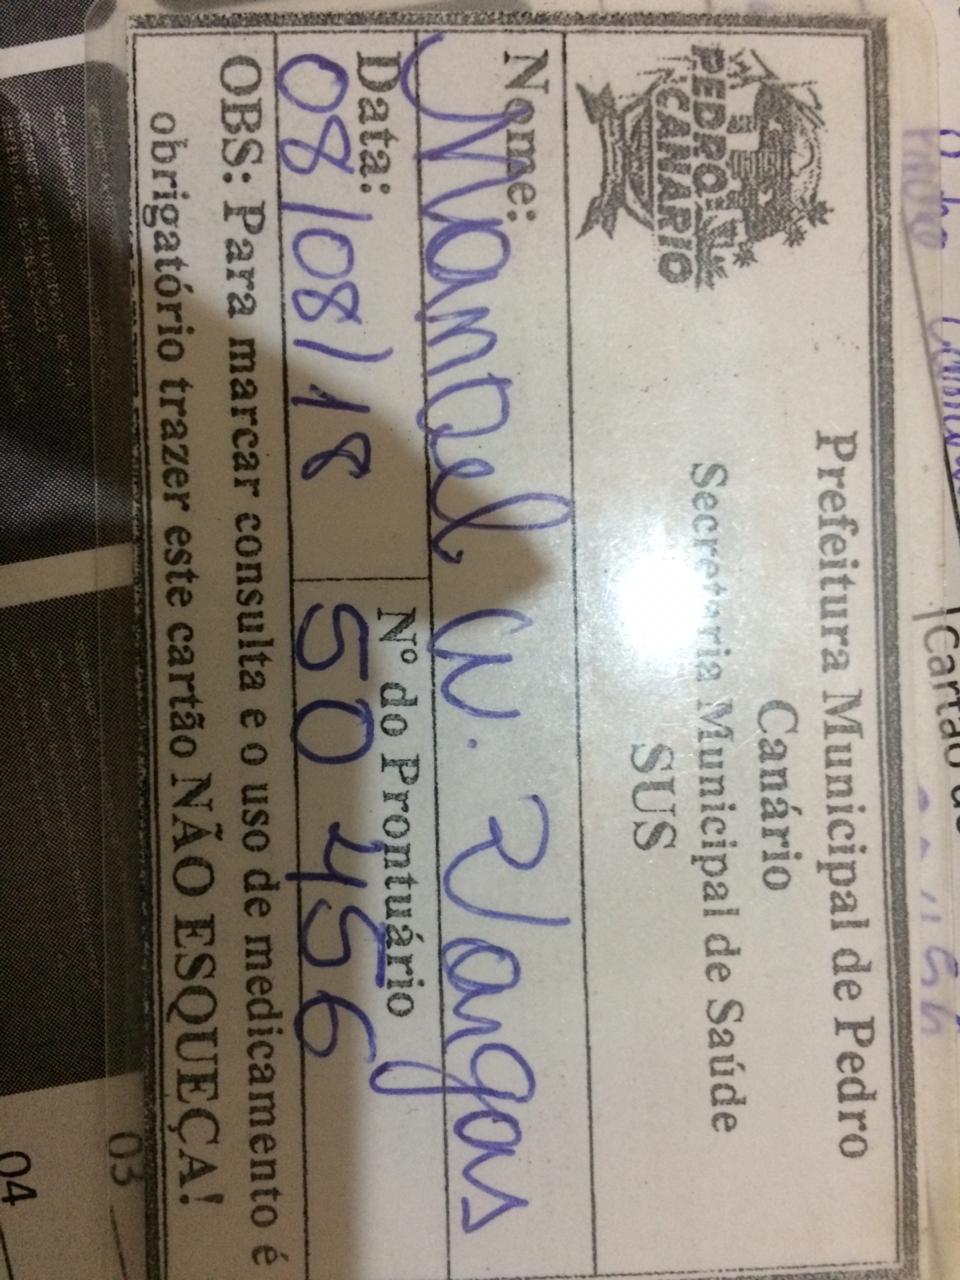 PEDRO
CANARIO
Prefeitura Municipal de Pedro
Canário
Secretaria Municipal de Saúde
SUS
Nome:
Manoel W. Vargas
Data:
08/08/18
Nº do Prontuário
50456
OBS: Para marcar consulta e o uso de medicamento é
obrigatório trazer este cartão NÃO ESQUEÇA!
Cartão
03
04